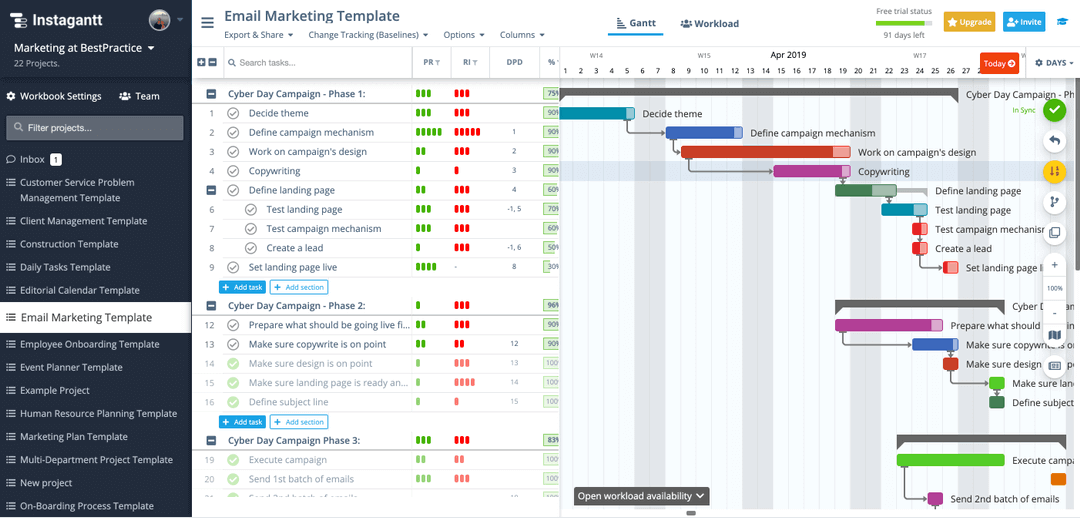 Instagantt
Marketing at BestPractice
22 Projects.
Workbook Settings
Team
Filter projects...
Inbox 1
Customer Service Problem
Management Template
Client Management Template
Construction Template
Daily Tasks Template
Editorial Calendar Template
Email Marketing Template
Employee Onboarding Template
Event Planner Template
Example Project
Human Resource Planning Template
Marketing Plan Template
Multi-Department Project Template
New project
On-Boarding Process Template
Email Marketing Template
Export & Share
Change Tracking (Baselines)
Options
Columns
Gantt
Workload
Free trial status
91 days left
Upgrade
Invite
Search tasks...
PR
RI
DPD
%
W14
W15
Apr 2019
W17
1 2 3 4 5 6 7 8 9 10 11 12 13 14 15 16 17 18 19 20 21 22 23 24 25 26 27 28
Today
DAYS
Cyber Day Campaign - Phase 1: 75%
1 Decide theme 90%
2 Define campaign mechanism 1 90%
3 Work on campaign's design 2 90%
4 Copywriting 3 90%
Define landing page 4 60%
6 Test landing page -1, 5 70%
7 Test campaign mechanism 60%
8 Create a lead -1, 6 50%
9 Set landing page live - 8 30%
Add task
Add section
Cyber Day Campaign - Phase 2: 96%
12 Prepare what should be going live fi... 90%
13 Make sure copywrite is on point 12 90%
14 Make sure design is on point 13 100
15 Make sure landing page is ready an... 14 100
16 Define subject line 15 100
Add task
Add section
Cyber Day Campaign Phase 3: 83%
19 Execute campaign 100
20 Send 1st batch of emails 100
Cyber Day Campaign - Ph
In Sync
Decide theme
Define campaign mechanism
Work on campaign's design
Copywriting
Define landing page
Test landing page
Test campaign mechanism
Create a lead
Set landing page li
+
100%
-
Cyber D
Prepare what should
Make sure copywrite is on
Make sure design
Make sure lan
Define subject
Execute campa
Send 2nd batch of emails
Open workload availability